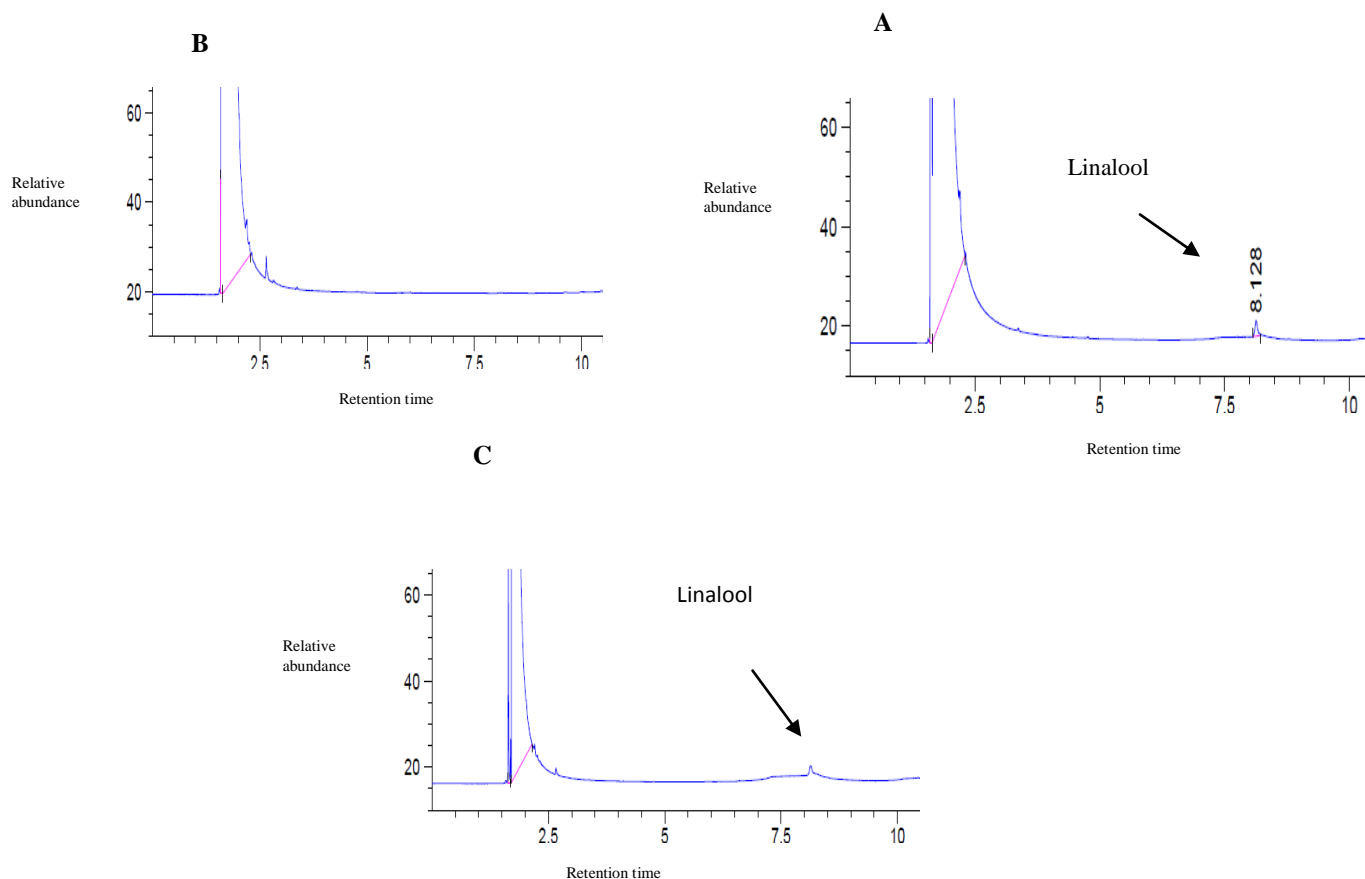 B
60
40
20
2.5 5 7.5 10
Relative
abundance
Retention time
A
60
40
20
2.5 5 7.5 10
Relative
abundance
Linalool
8.128
Retention time
C
60
40
20
2.5 5 7.5 10
Relative
abundance
Linalool
Retention time